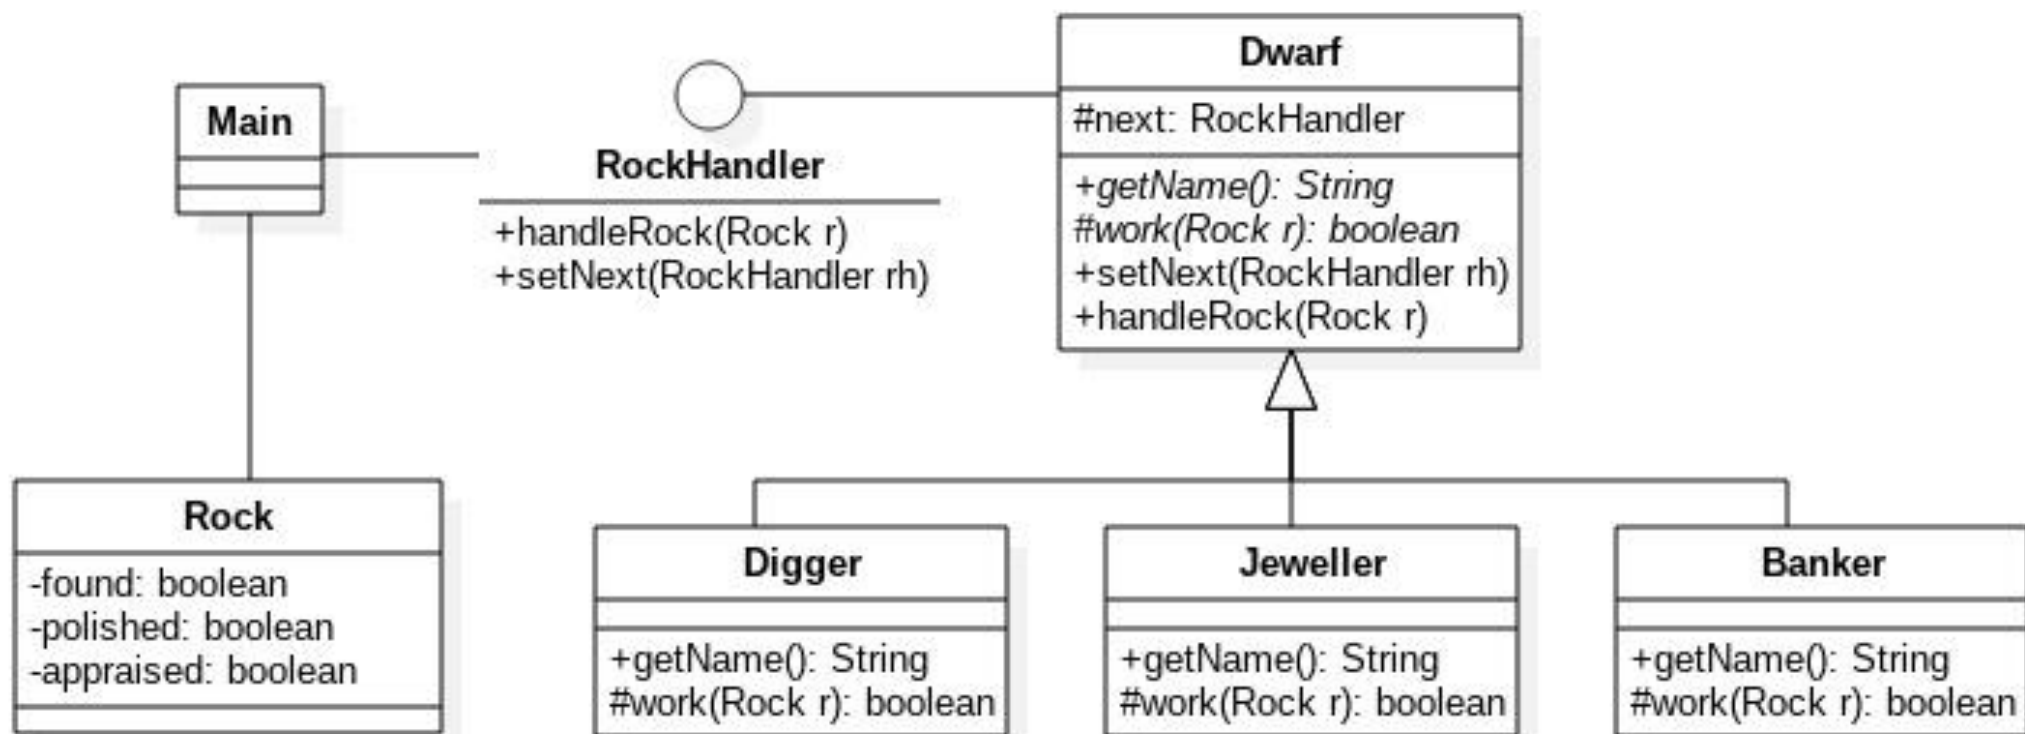 Main
RockHandler
+handleRock(Rock r)
+setNext(RockHandler rh)
Dwarf
#next: RockHandler
+getName(): String
#work(Rock r): boolean
+setNext(RockHandler rh)
+handleRock(Rock r)
Rock
-found: boolean
-polished: boolean
-appraised: boolean
Digger
+getName(): String
#work(Rock r): boolean
Jeweller
+getName(): String
#work(Rock r): boolean
Banker
+getName(): String
#work(Rock r): boolean